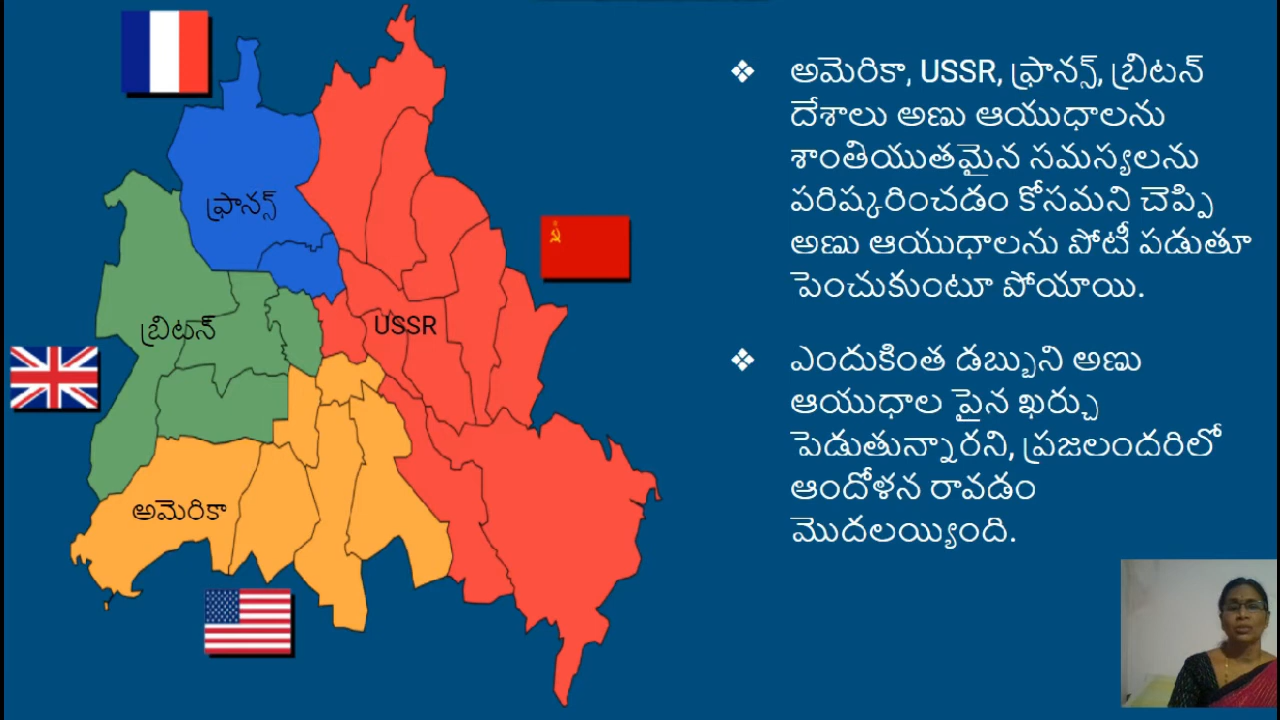 ఫ్రాన్స్
బ్రిటన్
USSR
అమెరికా
❖ అమెరికా, USSR, ఫ్రానన్స్, బ్రిటన్
దేశాలు అణు ఆయుధాలను
శాంతియుతమైన సమస్యలను
పరిష్కరించడం కోసమని చెప్పి
అణు ఆయుధాలను పోటీ పడుతూ
పెంచుకుంటూ పోయాయి.
❖ ఎందుకింత డబ్బుని అణు
ఆయుధాల పైన ఖర్చు
పెడుతున్నారని, ప్రజలందరిలో
ఆందోళన రావడం
మొదలయ్యింది.